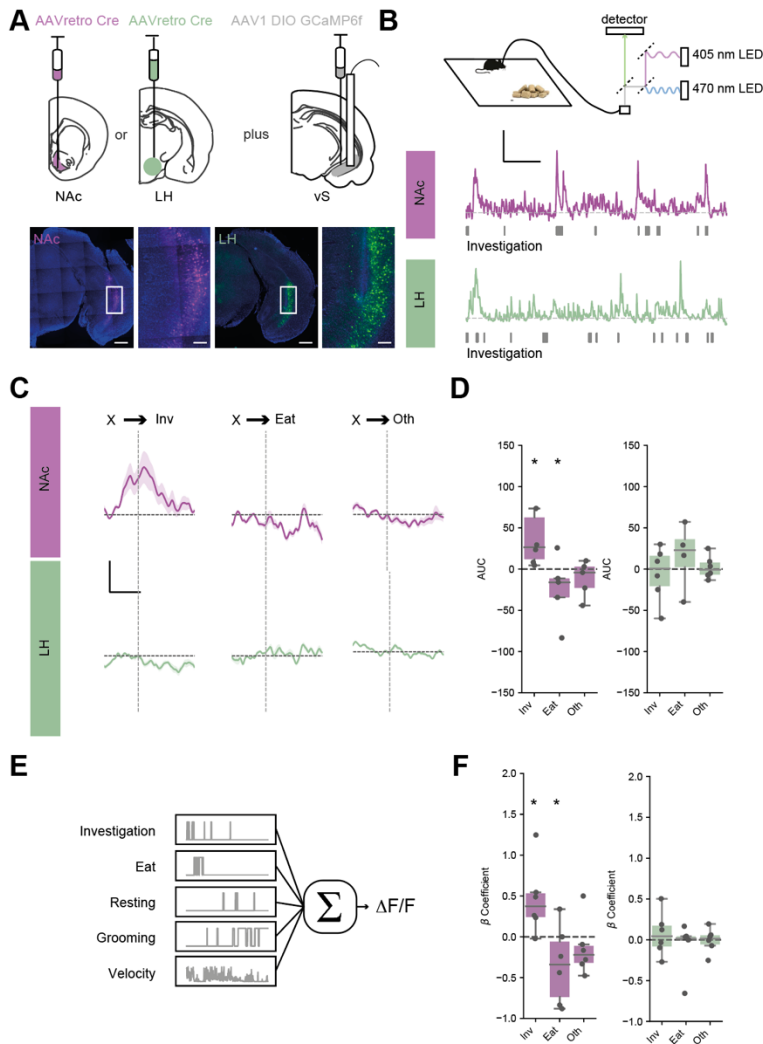 A
AAVretro Cre AAVretro Cre AAV1 DIO GCaMP6f
or
plus
NAc LH vS
NAc LH
B
detector
405 nm LED
470 nm LED
NAc
Investigation
LH
Investigation
C
X → Inv X → Eat X → Oth
NAc
LH
D
AUC
150
100
50
0
−50
−100
−150
Inv Eat Oth
* *
AUC
150
100
50
0
−50
−100
−150
Inv Eat Oth
E
Investigation
Eat
Resting
Grooming
Velocity
Σ → ΔF/F
F
β Coefficient
2.0
1.5
1.0
0.5
0.0
−0.5
−1.0
Inv Eat Oth
* *
β Coefficient
2.0
1.5
1.0
0.5
0.0
−0.5
−1.0
Inv Eat Oth